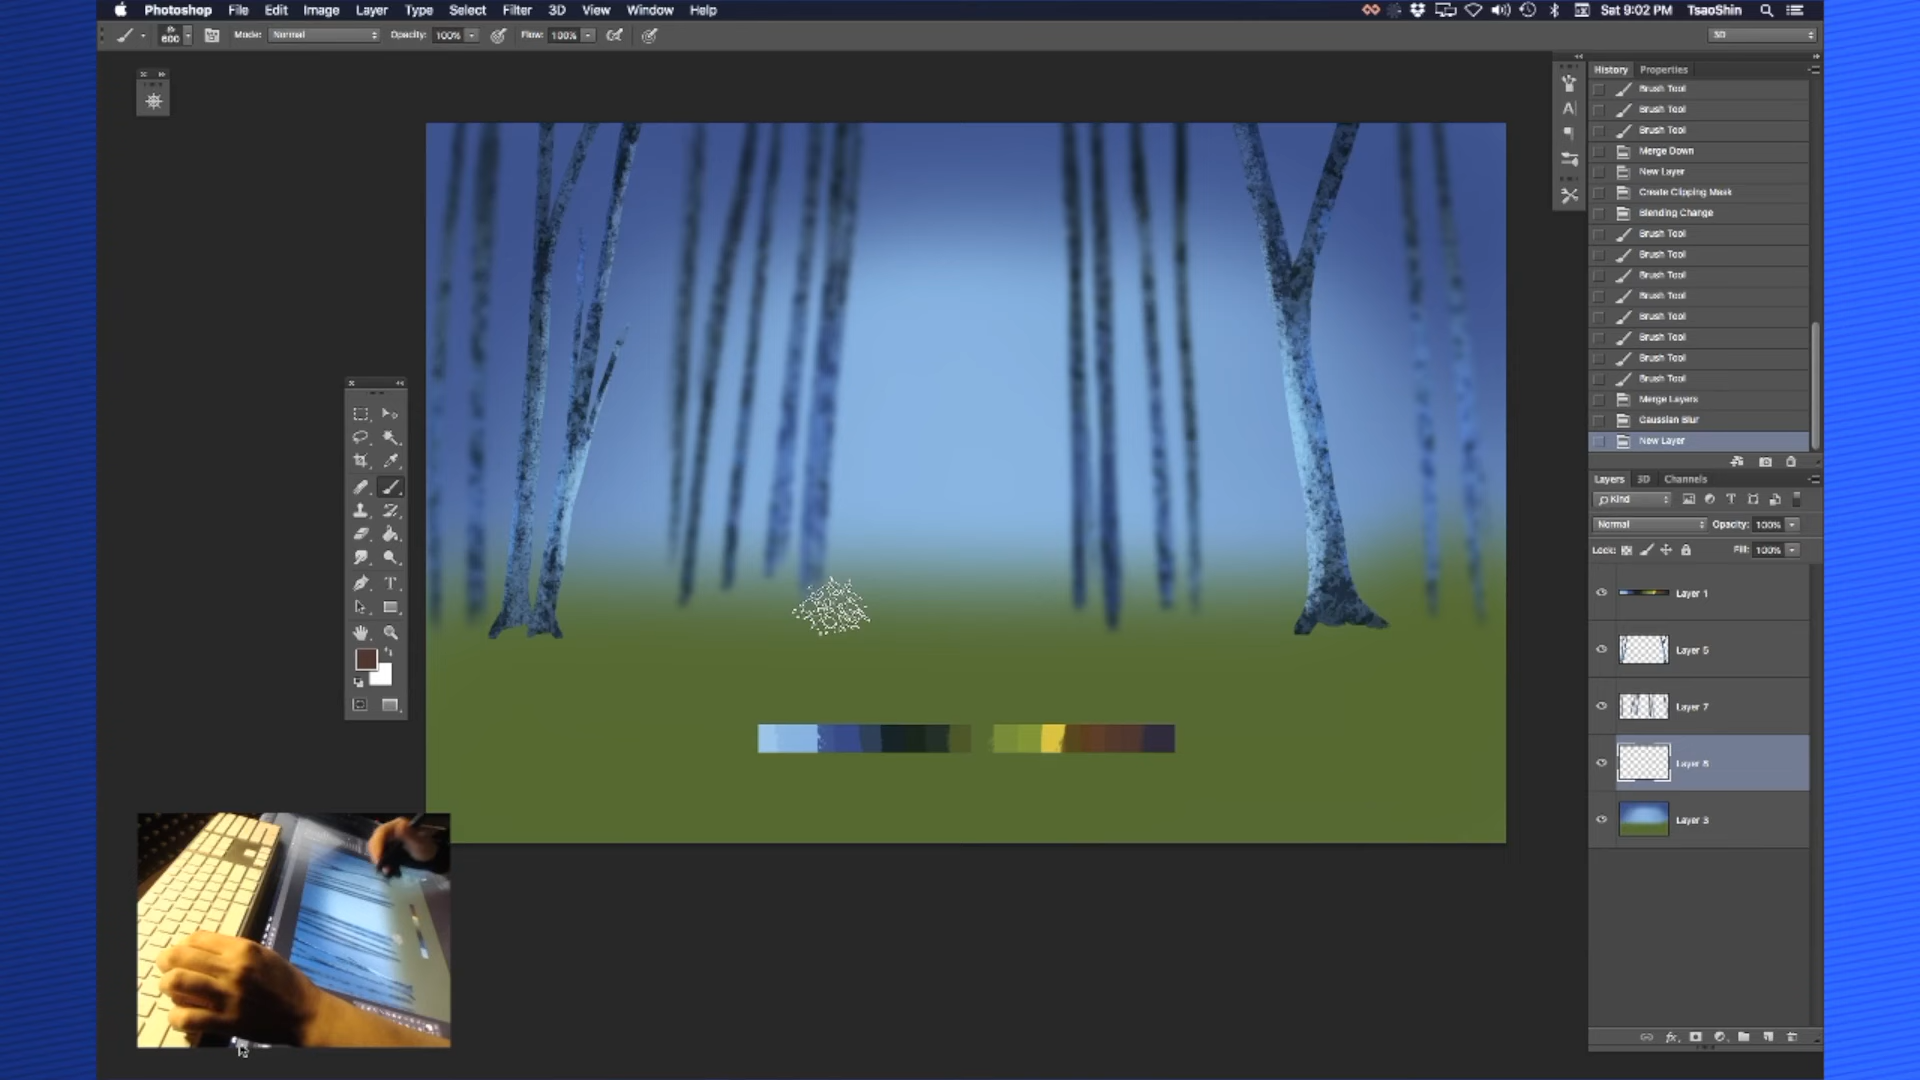 Photoshop File Edit Image Layer Type Select Filter 3D View Window Help Sat 9:02 PM TsaoShin
600 Mode: Normal Opacity: 100% Flow: 100% 3D
History Properties
Brush Tool
Brush Tool
Brush Tool
Merge Down
New Layer
Create Clipping Mask
Blending Change
Brush Tool
Brush Tool
Brush Tool
Brush Tool
Brush Tool
Brush Tool
Brush Tool
Brush Tool
Merge Layers
Gaussian Blur
New Layer
Layers 3D Channels
Kind
Normal Opacity: 100%
Lock: Fill: 100%
Layer 1
Layer 5
Layer 7
Layer 8
Layer 3